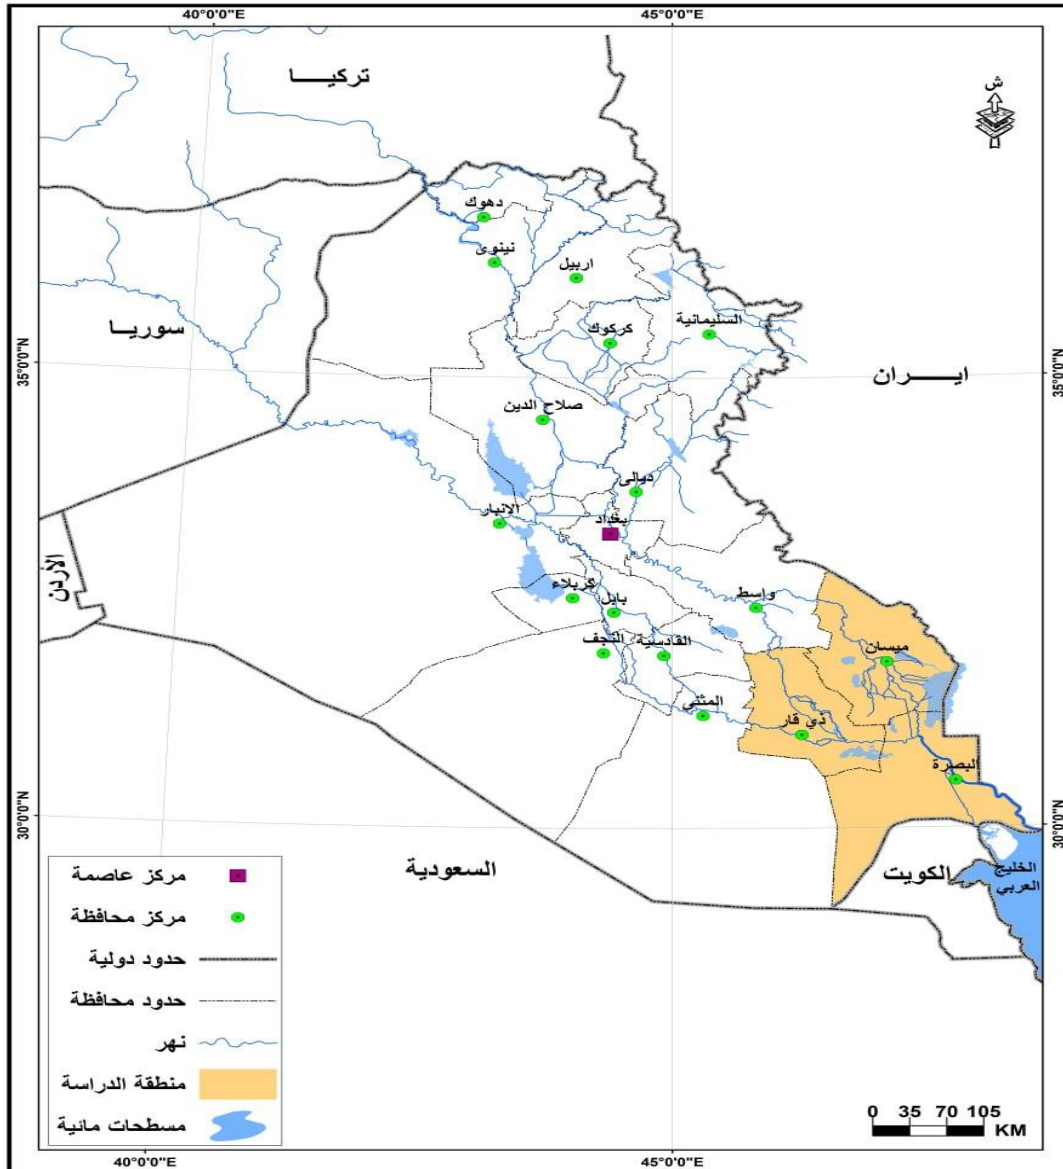 40°0'0"E
45°0'0"E
تركيـــــا
ش
دهوك
نينوى
اربيل
السليمانية
كركوك
سوريـــا
ايــــــران
35°0'0"N
35°0'0"N
صلاح الدين
ديالى
الانبار
بغداد
الأردن
كربلاء
بابل
واسط
النجف
القادسية
ميسان
المثنى
ذي قار
البصرة
30°0'0"N
30°0'0"N
السعودية
الكويت
الخليج
العربي
مركز عاصمة
مركز محافظة
حدود دولية
حدود محافظة
نهر
منطقة الدراسة
مسطحات مائية
0 35 70 105
KM
40°0'0"E
45°0'0"E